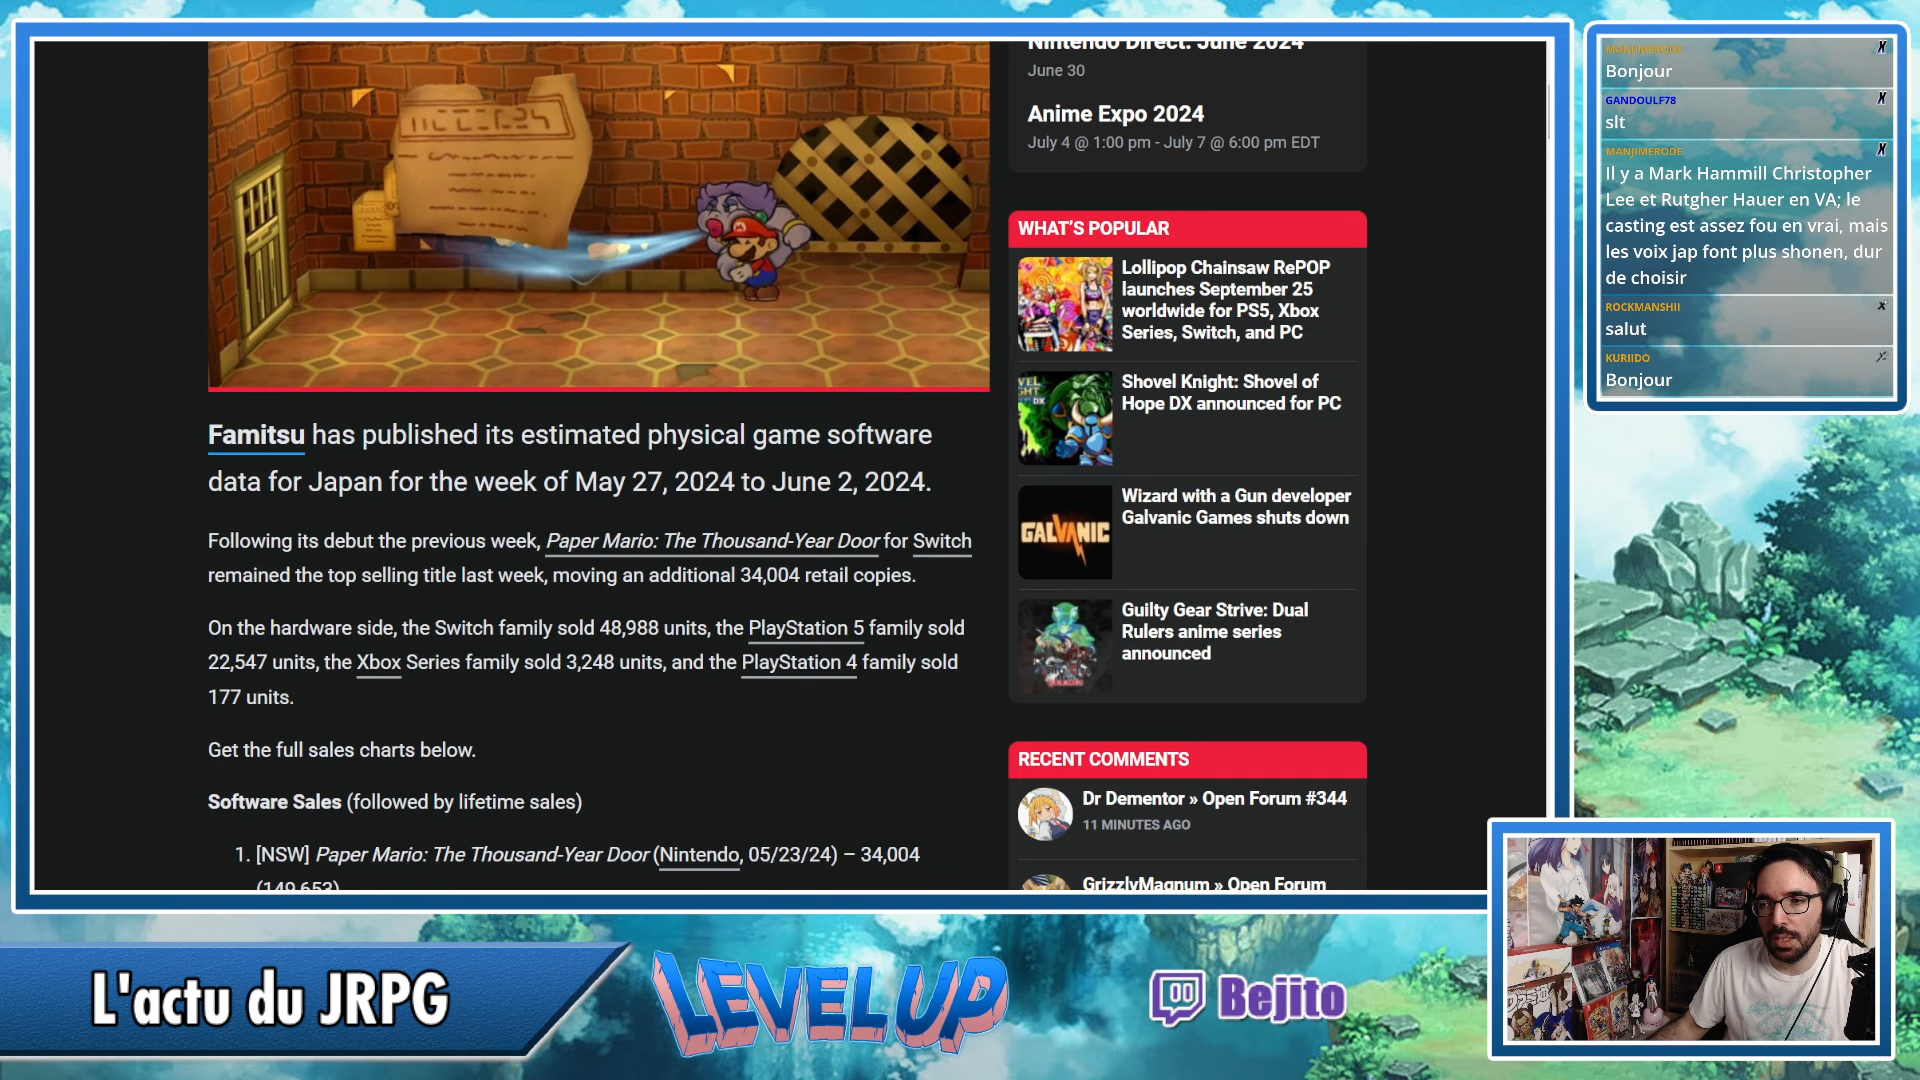 Famitsu has published its estimated physical game software
data for Japan for the week of May 27, 2024 to June 2, 2024.
Following its debut the previous week, Paper Mario: The Thousand-Year Door for Switch
remained the top selling title last week, moving an additional 34,004 retail copies.
On the hardware side, the Switch family sold 48,988 units, the PlayStation 5 family sold
22,547 units, the Xbox Series family sold 3,248 units, and the PlayStation 4 family sold
177 units.
Get the full sales charts below.
Software Sales (followed by lifetime sales)
1. [NSW] Paper Mario: The Thousand-Year Door (Nintendo, 05/23/24) – 34,004
(149,653)
Nintendo Direct: June 2024
June 30
Anime Expo 2024
July 4 @ 1:00 pm - July 7 @ 6:00 pm EDT
WHAT'S POPULAR
Lollipop Chainsaw RePOP
launches September 25
worldwide for PS5, Xbox
Series, Switch, and PC
Shovel Knight: Shovel of
Hope DX announced for PC
GALVANIC
Wizard with a Gun developer
Galvanic Games shuts down
Guilty Gear Strive: Dual
Rulers anime series
announced
RECENT COMMENTS
Dr Dementor » Open Forum #344
11 MINUTES AGO
GrizzlyMagnum » Open Forum
MANJIMERODE
Bonjour
GANDOULF78
slt
MANJIMERODE
Il y a Mark Hammill Christopher
Lee et Rutgher Hauer en VA; le
casting est assez fou en vrai, mais
les voix jap font plus shonen, dur
de choisir
ROCKMANSHII
salut
KURIIDO
Bonjour
L'actu du JRPG
LEVEL UP
Bejito